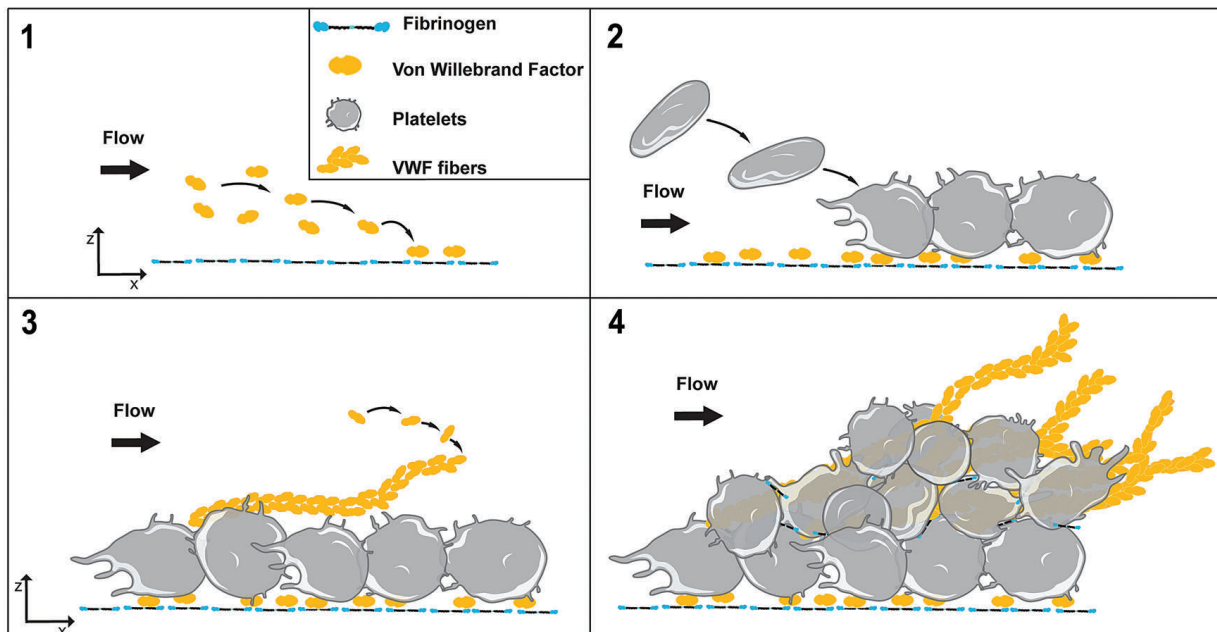 1
Fibrinogen
Von Willebrand Factor
Platelets
VWF fibers
Flow
z
x
2
Flow
3
Flow
z
x
4
Flow